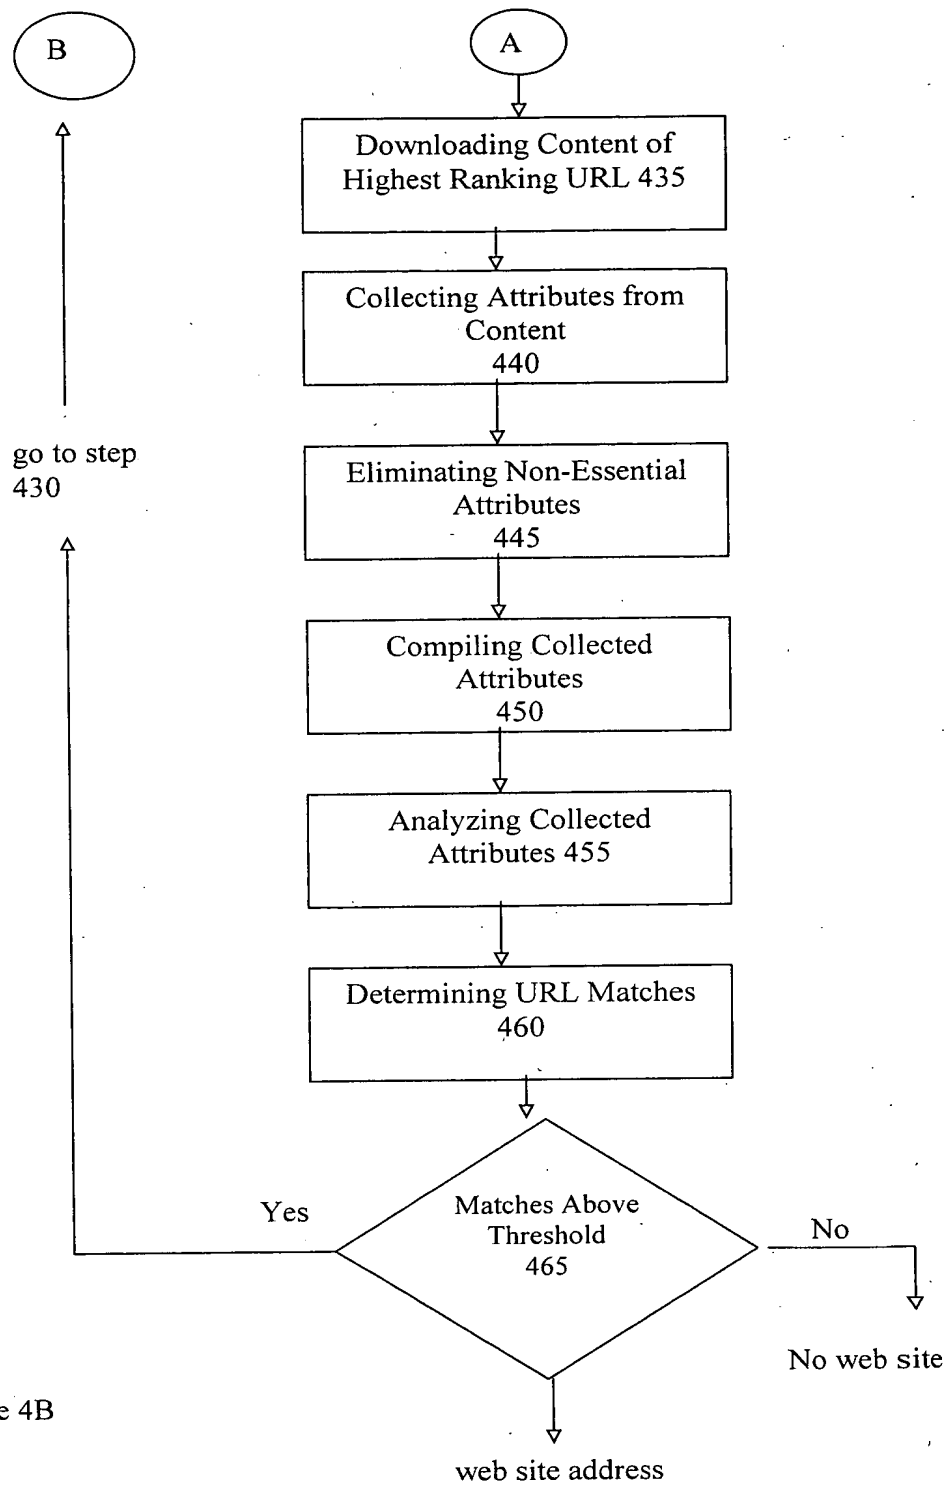 B
A
Downloading Content of
Highest Ranking URL 435
Collecting Attributes from
Content
440
go to step
430
Eliminating Non-Essential
Attributes
445
Compiling Collected
Attributes
450
Analyzing Collected
Attributes 455
Determining URL Matches
460
Yes
Matches Above
Threshold
465
No
No web site
e 4B
web site address